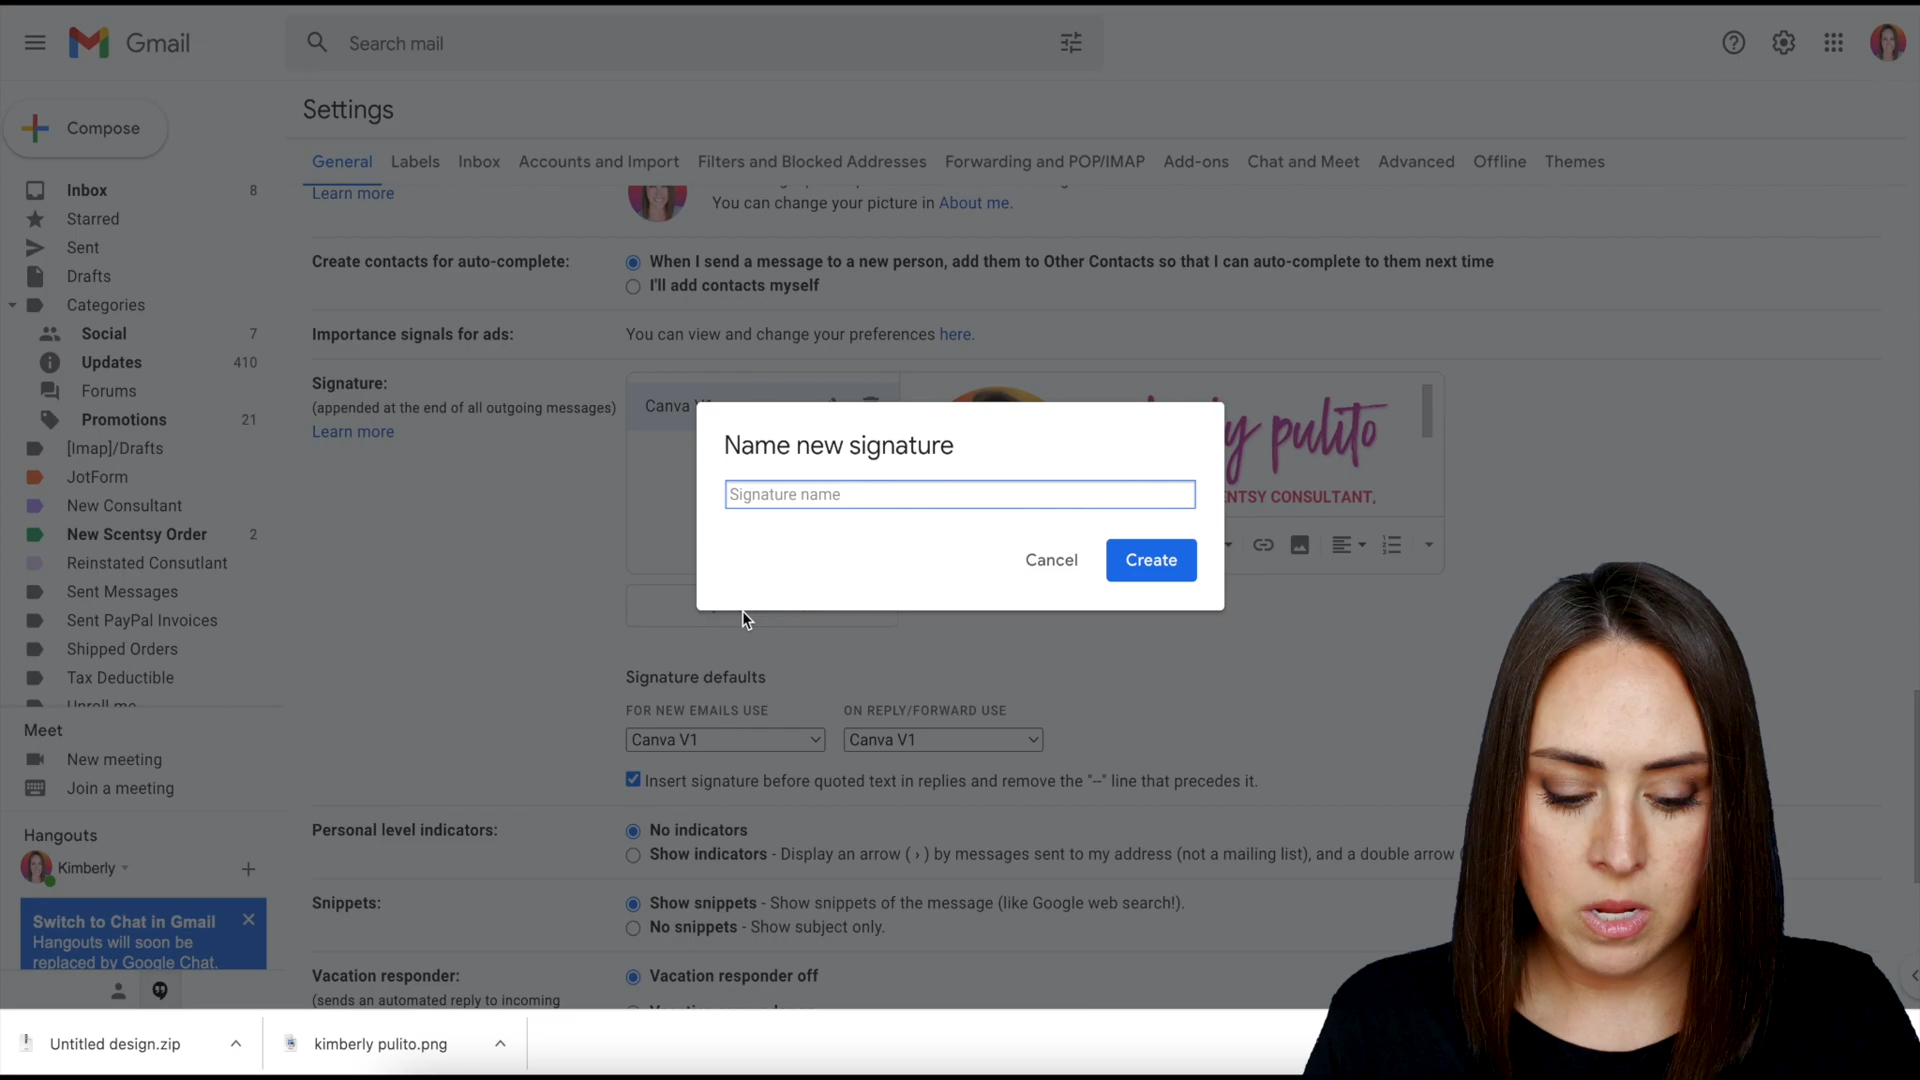 Gmail
Search mail
Compose
Inbox 8
Starred
Sent
Drafts
Categories
Social 7
Updates 410
Forums
Promotions 21
[Imap]/Drafts
JotForm
New Consultant
New Scentsy Order 2
Reinstated Consutlant
Sent Messages
Sent PayPal Invoices
Shipped Orders
Tax Deductible
Unroll.me
Meet
New meeting
Join a meeting
Hangouts
Kimberly
Switch to Chat in Gmail
Hangouts will soon be
replaced by Google Chat.
Settings
General Labels Inbox Accounts and Import Filters and Blocked Addresses Forwarding and POP/IMAP Add-ons Chat and Meet Advanced Offline Themes
Learn more
You can change your picture in About me.
Create contacts for auto-complete:
When I send a message to a new person, add them to Other Contacts so that I can auto-complete to them next time
I'll add contacts myself
Importance signals for ads:
You can view and change your preferences here.
Signature:
(appended at the end of all outgoing messages)
Learn more
Canva
pulito
NTSY CONSULTANT,
Name new signature
Signature name
Cancel
Create
Signature defaults
FOR NEW EMAILS USE ON REPLY/FORWARD USE
Canva V1 Canva V1
Insert signature before quoted text in replies and remove the "--" line that precedes it.
Personal level indicators:
No indicators
Show indicators - Display an arrow ( › ) by messages sent to my address (not a mailing list), and a double arrow (
Snippets:
Show snippets - Show snippets of the message (like Google web search!).
No snippets - Show subject only.
Vacation responder:
(sends an automated reply to incoming
Vacation responder off
Untitled design.zip
kimberly pulito.png